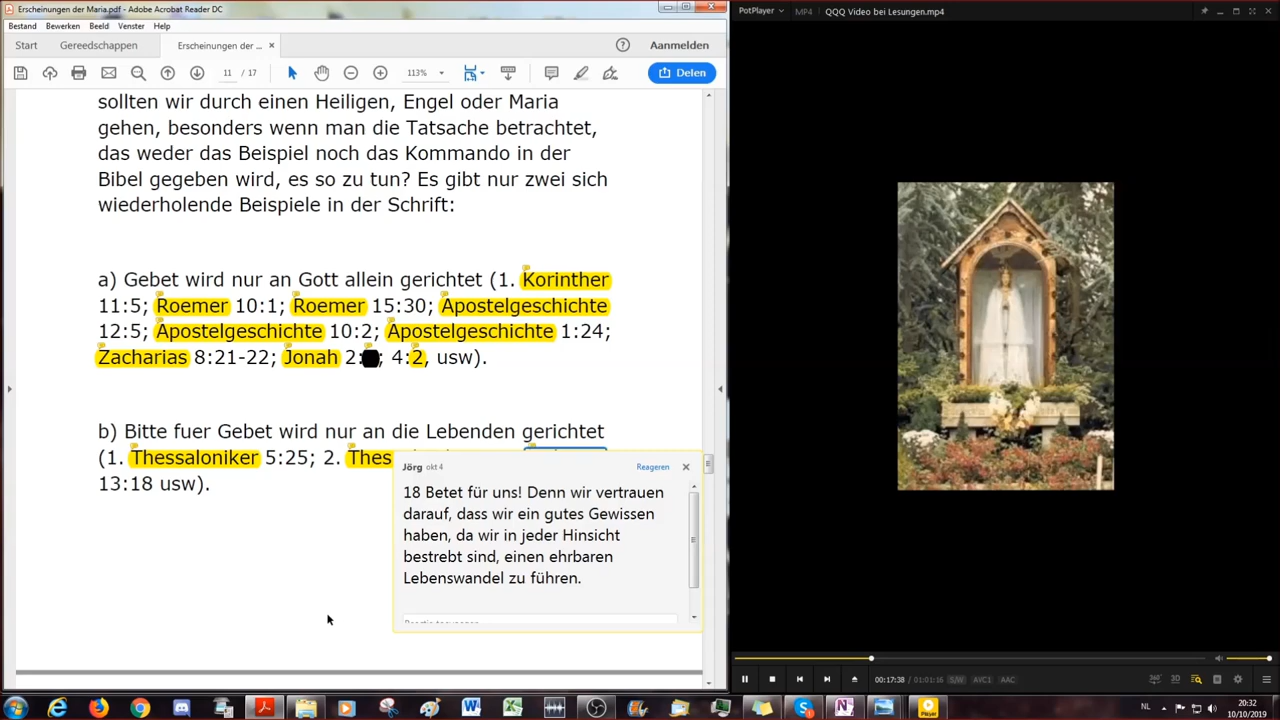 Erscheinungen der Maria.pdf - Adobe Acrobat Reader DC
Bestand Bewerken Beeld Venster Help
Start Gereedschappen Erscheinungen der ... × Aanmelden
11 / 17 113% Delen
sollten wir durch einen Heiligen, Engel oder Maria
gehen, besonders wenn man die Tatsache betrachtet,
das weder das Beispiel noch das Kommando in der
Bibel gegeben wird, es so zu tun? Es gibt nur zwei sich
wiederholende Beispiele in der Schrift:
a) Gebet wird nur an Gott allein gerichtet (1. Korinther
11:5; Roemer 10:1; Roemer 15:30; Apostelgeschichte
12:5; Apostelgeschichte 10:2; Apostelgeschichte 1:24;
Zacharias 8:21-22; Jonah 2: ; 4:2, usw).
b) Bitte fuer Gebet wird nur an die Lebenden gerichtet
(1. Thessaloniker 5:25; 2. Thes
13:18 usw).
Jörg okt 4 Reageren
18 Betet für uns! Denn wir vertrauen
darauf, dass wir ein gutes Gewissen
haben, da wir in jeder Hinsicht
bestrebt sind, einen ehrbaren
Lebenswandel zu führen.
PotPlayer MP4 QQQ Video bei Lesungen.mp4
00:17:38 / 01:01:16 S/W AVC1 AAC 3D
NL 20:32
10/10/2019